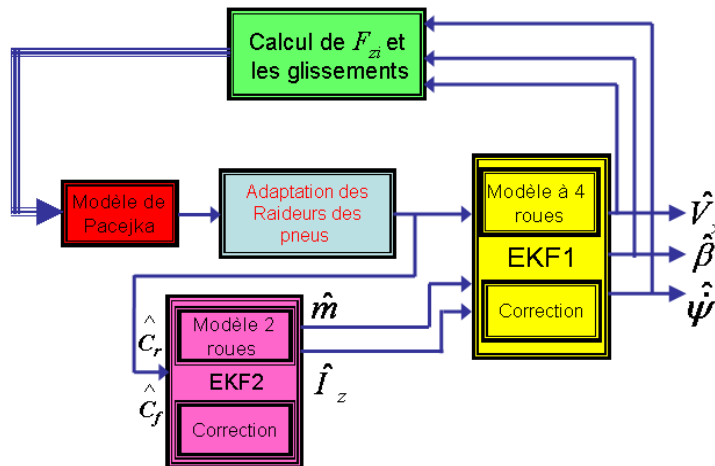 Calcul de F_zi et
les glissements
Modèle de
Pacejka
Adaptation des
Raideurs des
pneus
Modèle à 4
roues
EKF1
Correction
V̂
β̂
ψ̇̂
m̂
Î_z
Ĉ_r
Ĉ_f
Modèle 2
roues
EKF2
Correction